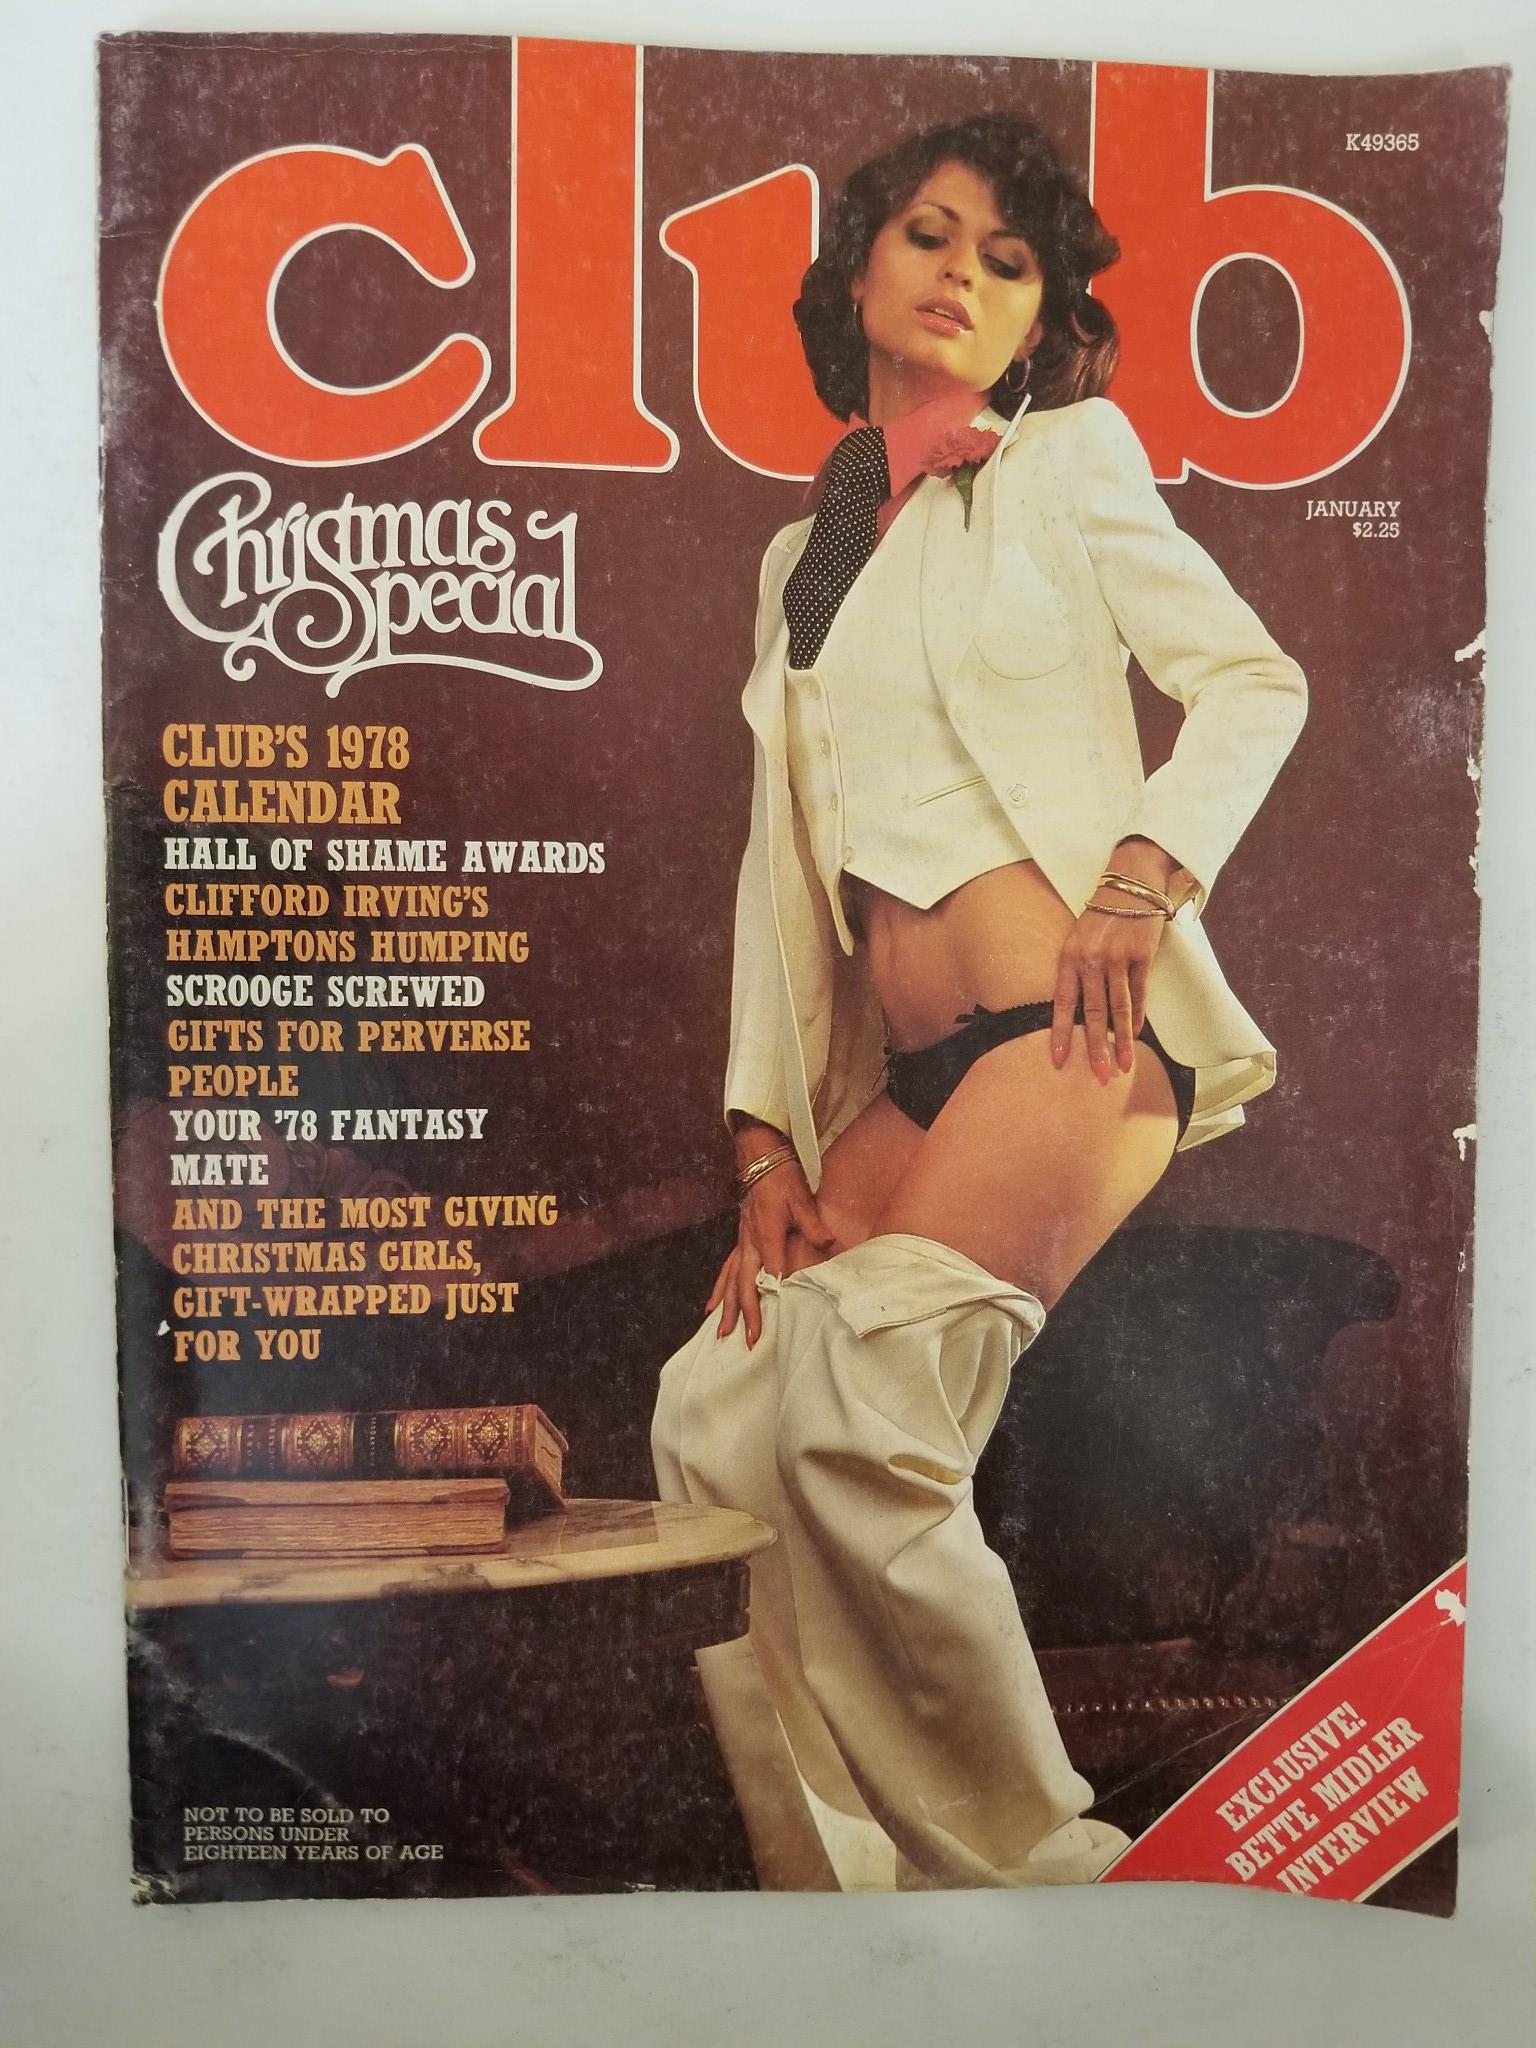 club
K49365
JANUARY
$2.25
Christmas
Special
CLUB'S 1978
CALENDAR
HALL OF SHAME AWARDS
CLIFFORD IRVING'S
HAMPTONS HUMPING
SCROOGE SCREWED
GIFTS FOR PERVERSE
PEOPLE
YOUR '78 FANTASY
MATE
AND THE MOST GIVING
CHRISTMAS GIRLS,
GIFT-WRAPPED JUST
FOR YOU
NOT TO BE SOLD TO
PERSONS UNDER
EIGHTEEN YEARS OF AGE
EXCLUSIVE!
BETTE MIDLER
INTERVIEW